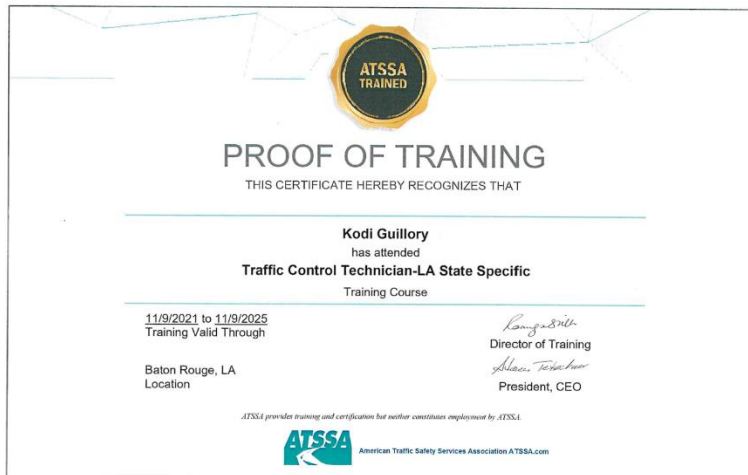 ATSSA
TRAINED
PROOF OF TRAINING
THIS CERTIFICATE HEREBY RECOGNIZES THAT
Kodi Guillory
has attended
Traffic Control Technician-LA State Specific
Training Course
11/9/2021 to 11/9/2025
Training Valid Through
Director of Training
Baton Rouge, LA
Location
President, CEO
ATSSA provides training and certification but neither constitutes employment by ATSSA.
ATSSA
American Traffic Safety Services Association ATSSA.com